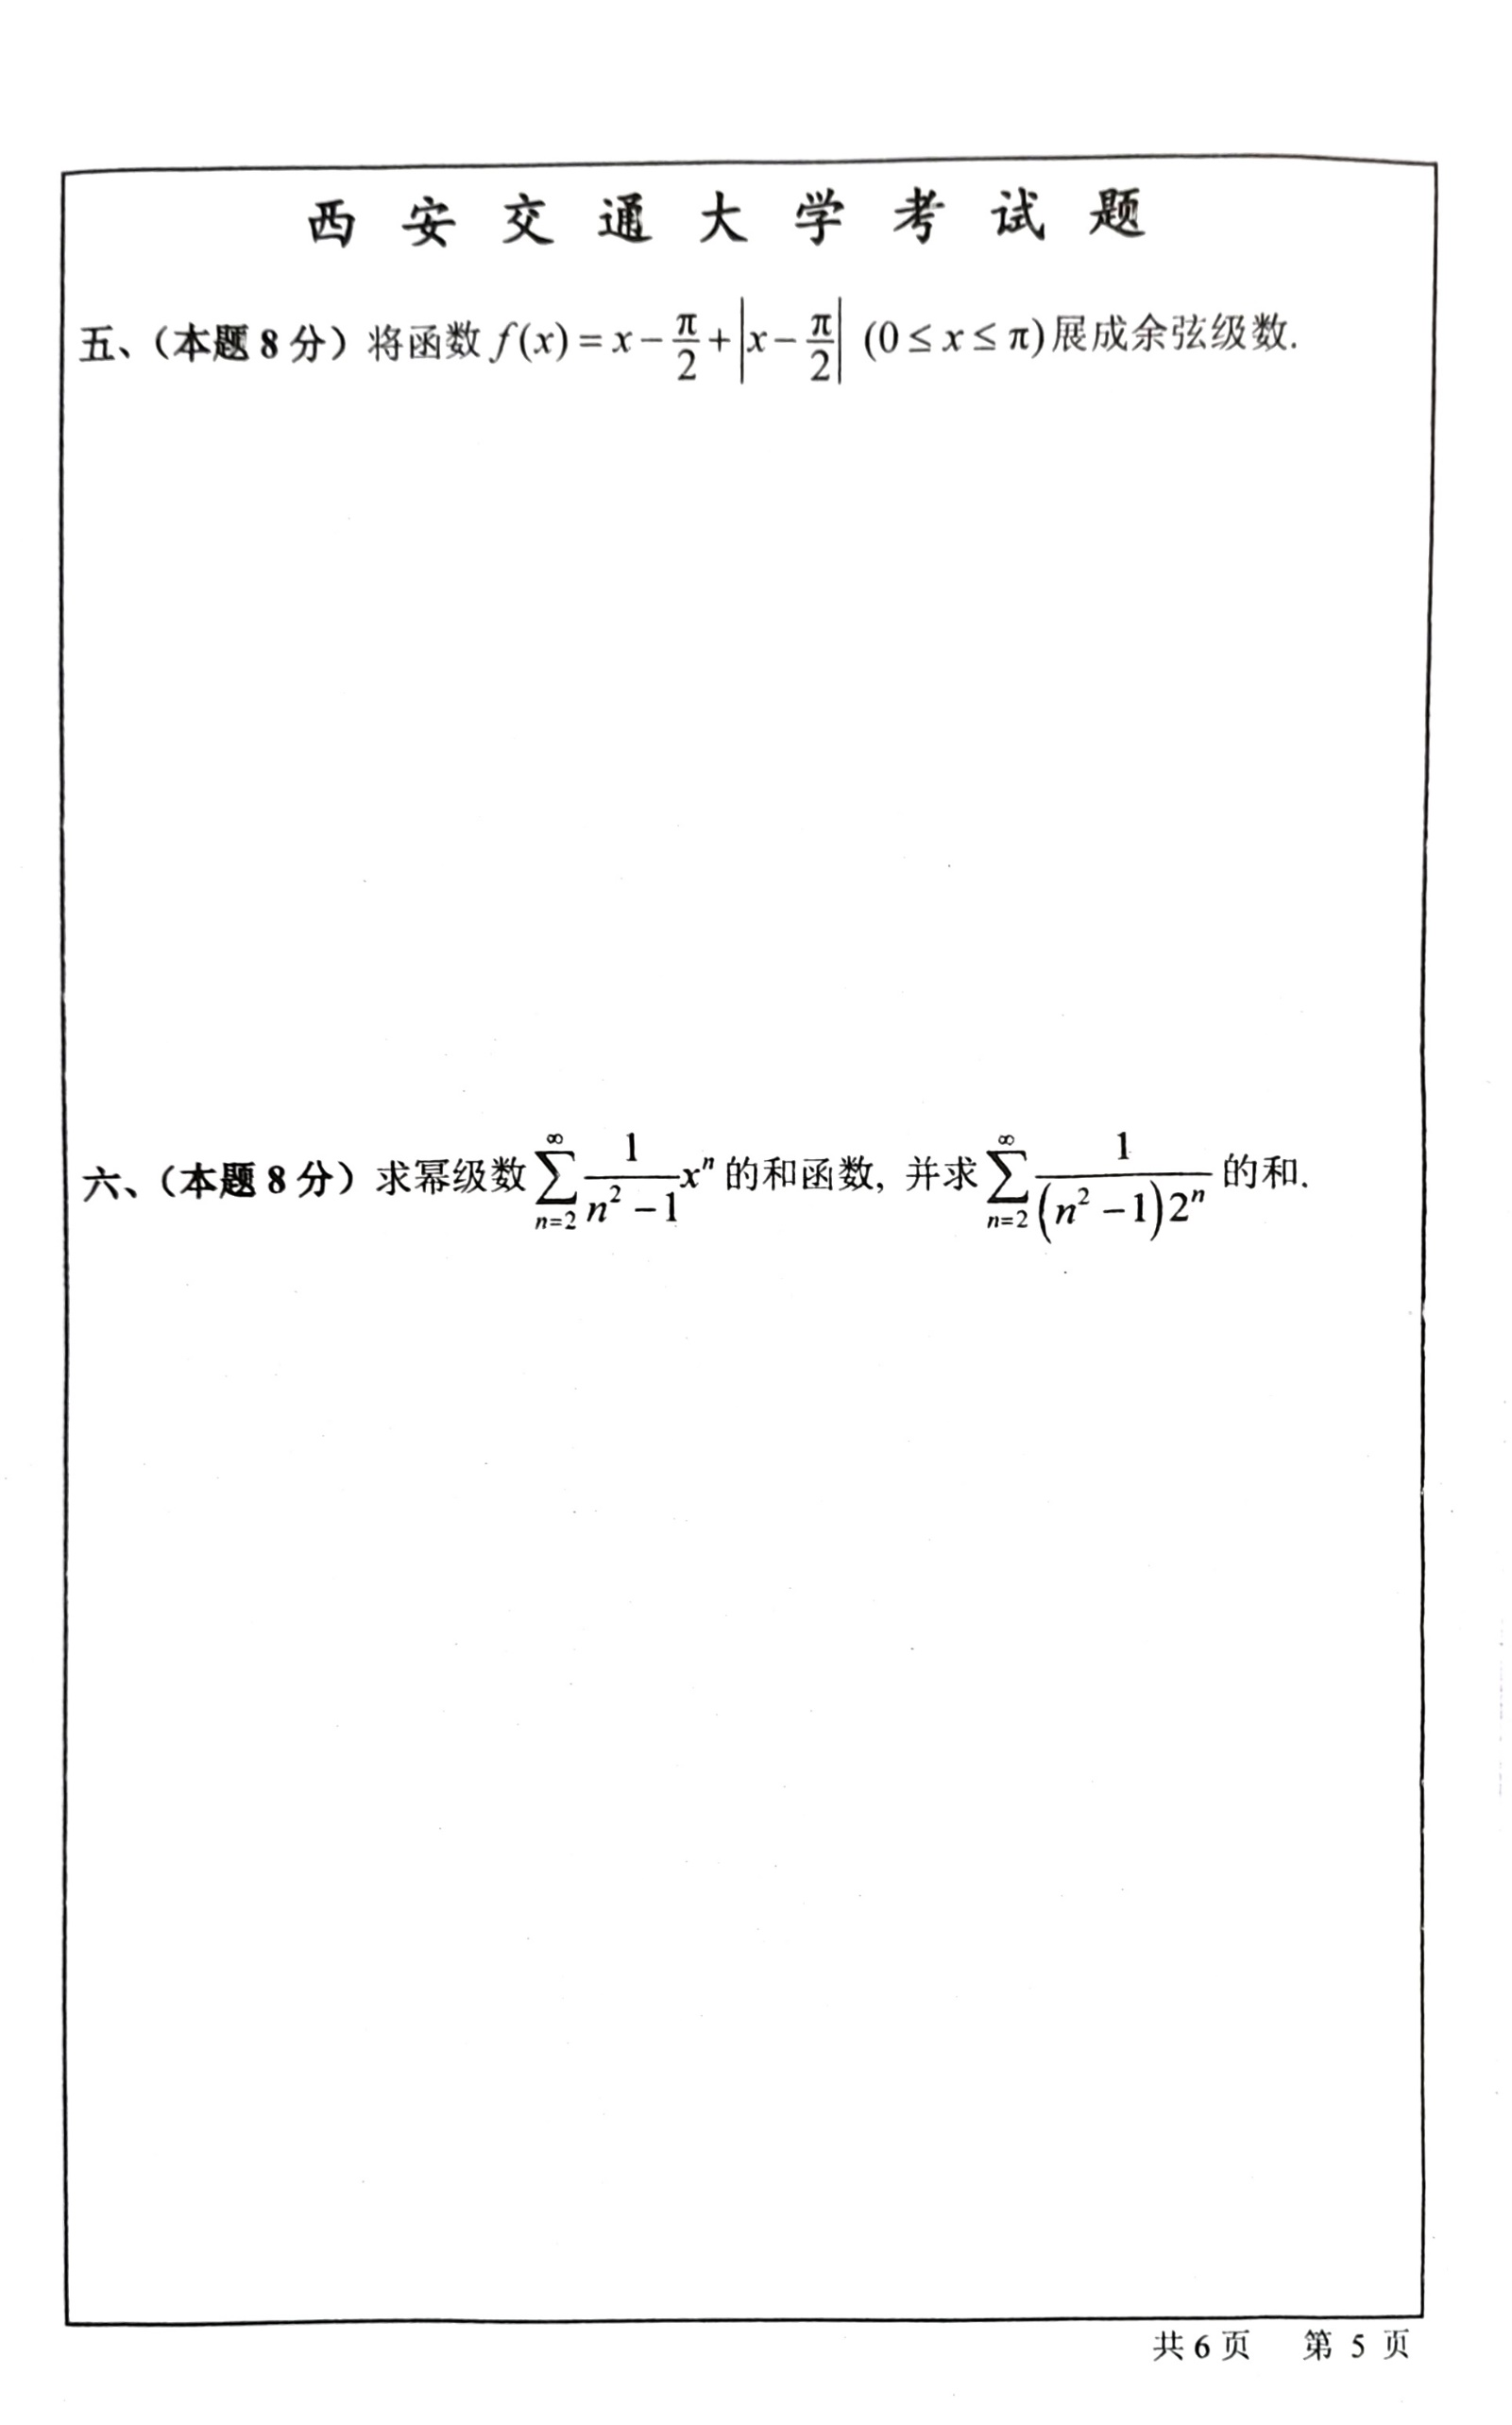 西安交通大学考试题
五、（本题8分）将函数 f(x) = x − π/2 + |x − π/2| (0 ≤ x ≤ π)展成余弦级数.
六、（本题8分）求幂级数 ∑_{n=2}^{∞} 1/(n² − 1) xⁿ 的和函数, 并求 ∑_{n=2}^{∞} 1/((n² − 1)2ⁿ) 的和.
共6页 第 5 页